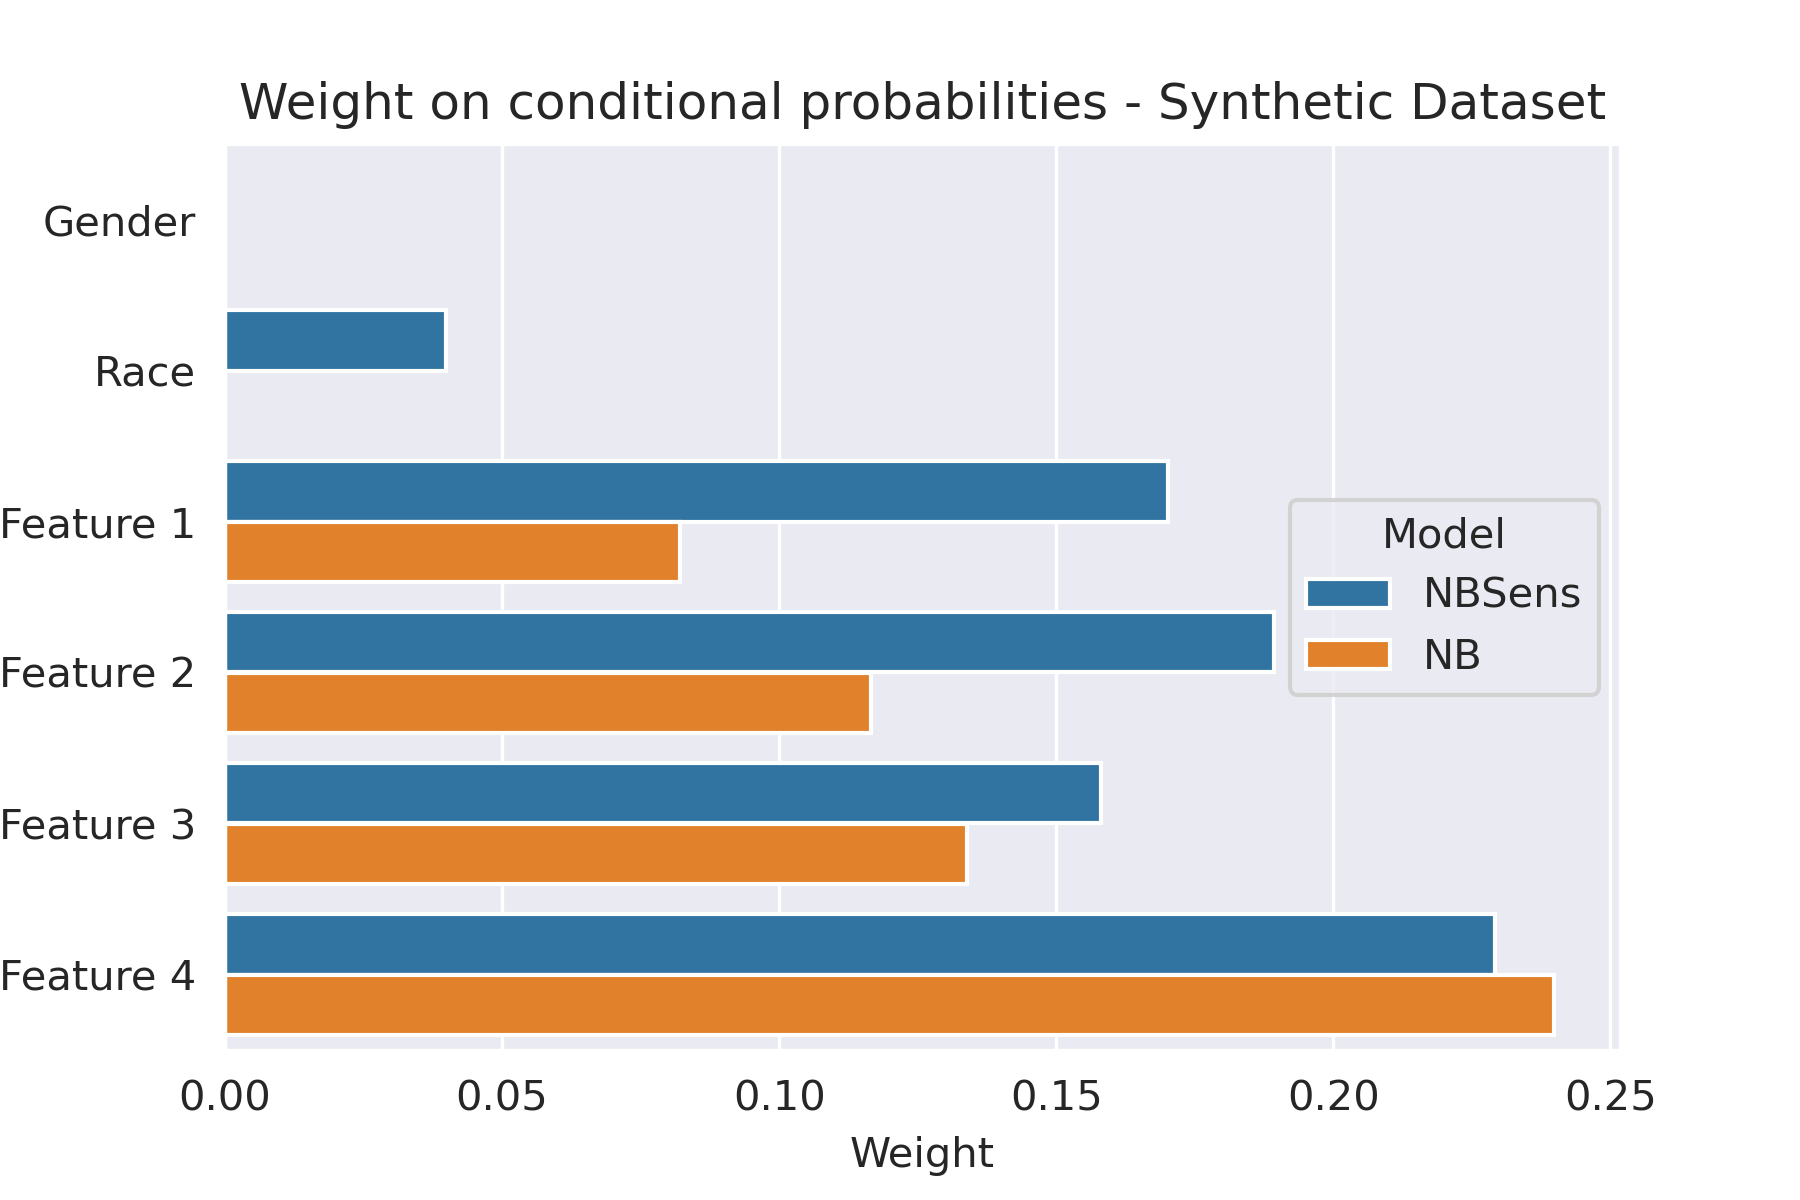 Weight on conditional probabilities - Synthetic Dataset
Gender
Race
Feature 1
Feature 2
Feature 3
Feature 4
Model
NBSens
NB
0.00 0.05 0.10 0.15 0.20 0.25
Weight